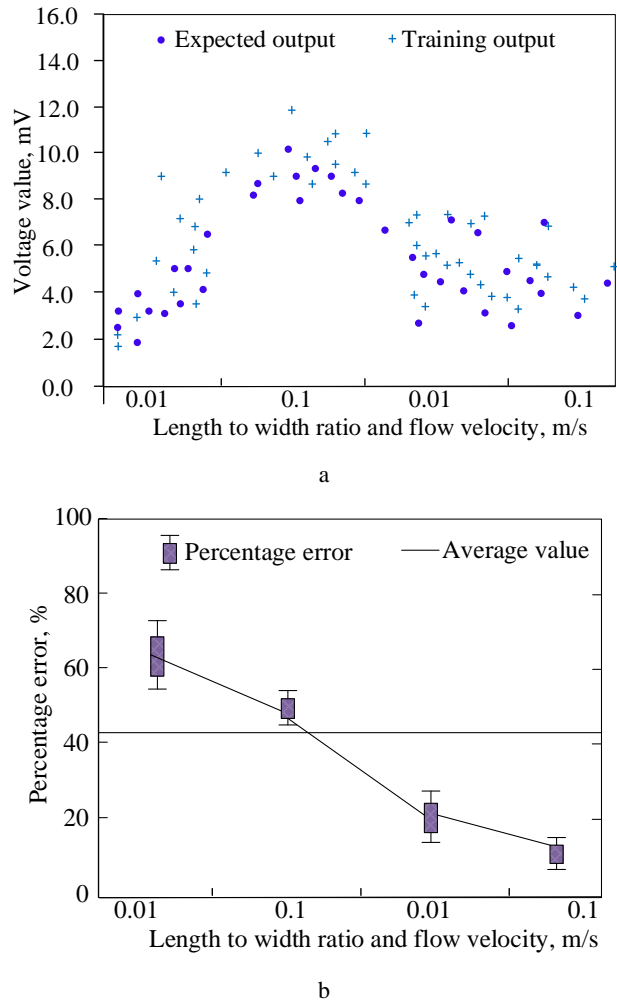 16.0
Expected output
Training output
14.0
12.0
10.0
8.0
6.0
4.0
2.0
0.0
Voltage value, mV
0.01
0.1
0.01
0.1
Length to width ratio and flow velocity, m/s
a
100
Percentage error
Average value
80
60
40
20
0
Percentage error, %
0.01
0.1
0.01
0.1
Length to width ratio and flow velocity, m/s
b